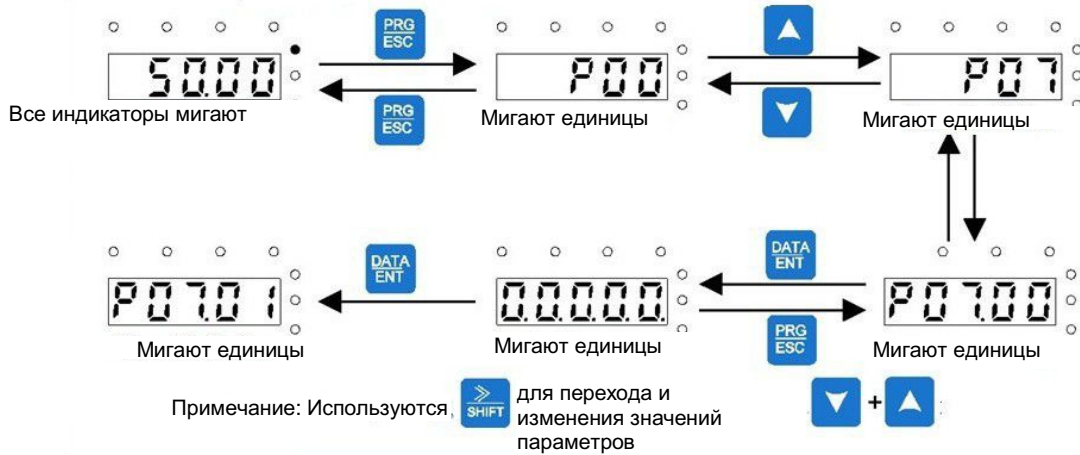 PRG
ESC
50.00
P00
P07
PRG
ESC
Все индикаторы мигают
Мигают единицы
Мигают единицы
DATA
ENT
DATA
ENT
P07.01
0.0.0.0.0.
P07.00
PRG
ESC
Мигают единицы
Мигают единицы
Мигают единицы
Примечание: Используются
SHIFT
для перехода и
изменения значений
параметров
+